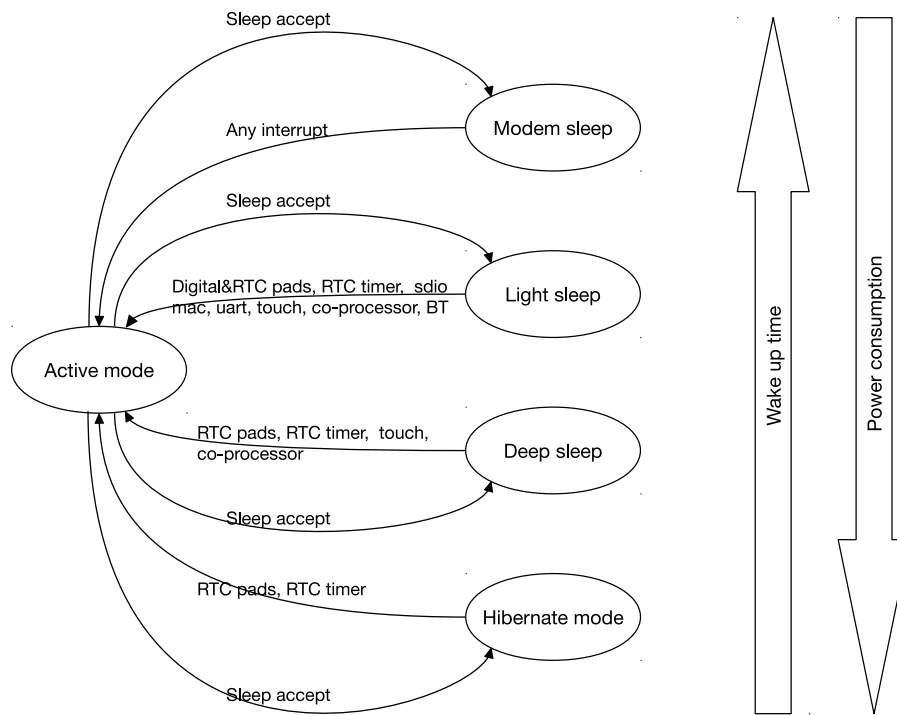 Sleep accept
Modem sleep
Any interrupt
Sleep accept
Digital&RTC pads, RTC timer, sdio
mac, uart, touch, co-processor, BT
Light sleep
Active mode
RTC pads, RTC timer, touch,
co-processor
Deep sleep
Sleep accept
RTC pads, RTC timer
Hibernate mode
Sleep accept
Wake up time
Power consumption